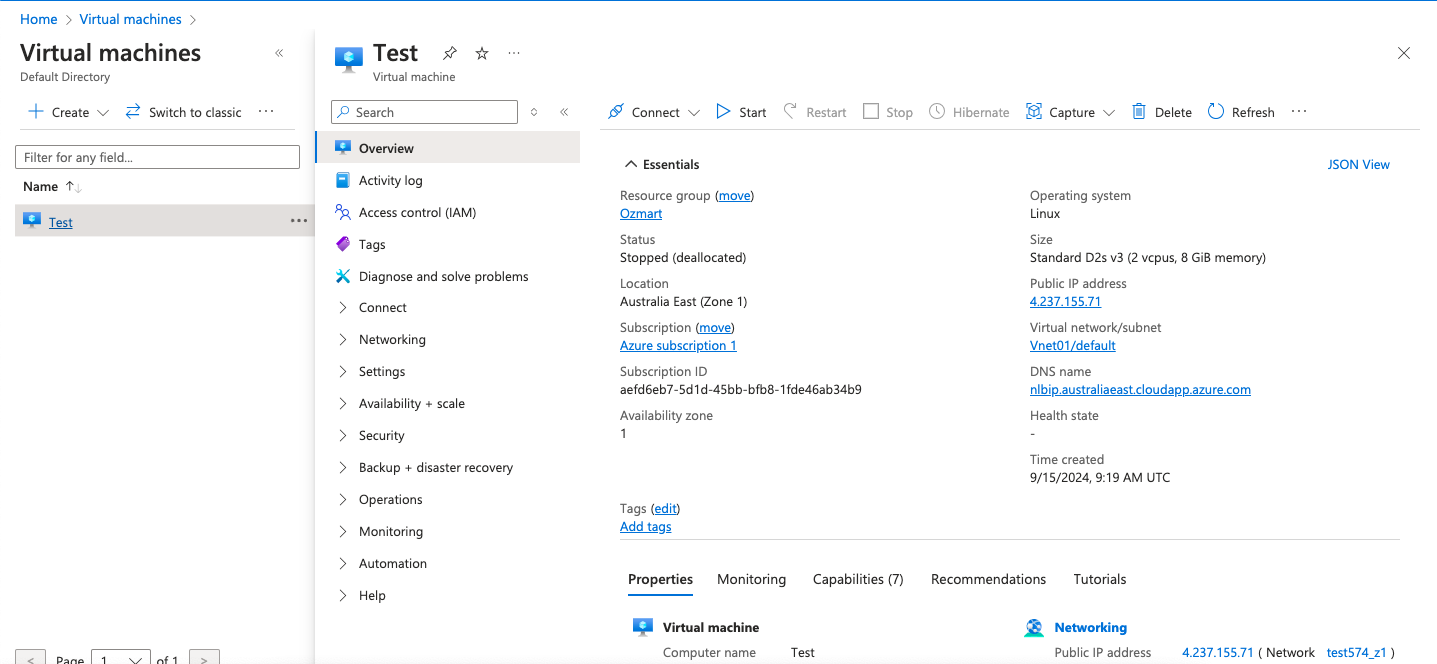 Home > Virtual machines >
Virtual machines «
Default Directory
+ Create Switch to classic ···
Filter for any field...
Name ↑↓
Test ···
< Page 1 of 1 >
Test ···
Virtual machine
Search «
Overview
Activity log
Access control (IAM)
Tags
Diagnose and solve problems
Connect
Networking
Settings
Availability + scale
Security
Backup + disaster recovery
Operations
Monitoring
Automation
Help
Connect Start Restart Stop Hibernate Capture Delete Refresh ···
Essentials JSON View
Resource group (move)
Ozmart
Status
Stopped (deallocated)
Location
Australia East (Zone 1)
Subscription (move)
Azure subscription 1
Subscription ID
aefd6eb7-5d1d-45bb-bfb8-1fde46ab34b9
Availability zone
1
Operating system
Linux
Size
Standard D2s v3 (2 vcpus, 8 GiB memory)
Public IP address
4.237.155.71
Virtual network/subnet
Vnet01/default
DNS name
nlbip.australiaeast.cloudapp.azure.com
Health state
-
Time created
9/15/2024, 9:19 AM UTC
Tags (edit)
Add tags
Properties Monitoring Capabilities (7) Recommendations Tutorials
Virtual machine
Computer name Test
Networking
Public IP address 4.237.155.71 ( Network test574_z1 )